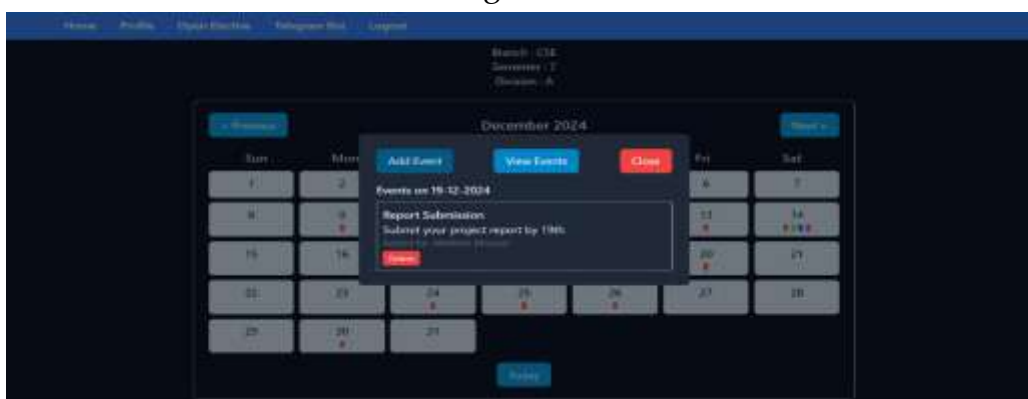 Home Profile Open Elective Telegram Bot Logout
Branch : CSE
Semester : 7
Division : A
« Previous December 2024 Next »
Sun Mon Fri Sat
Add Event View Events Close
Events on 19-12-2024
Report Submission
Submit your project report by 19th
Delete
1 2 6 7
8 9 13 14
15 16 20 21
22 23 24 25 26 27 28
29 30 31
Today